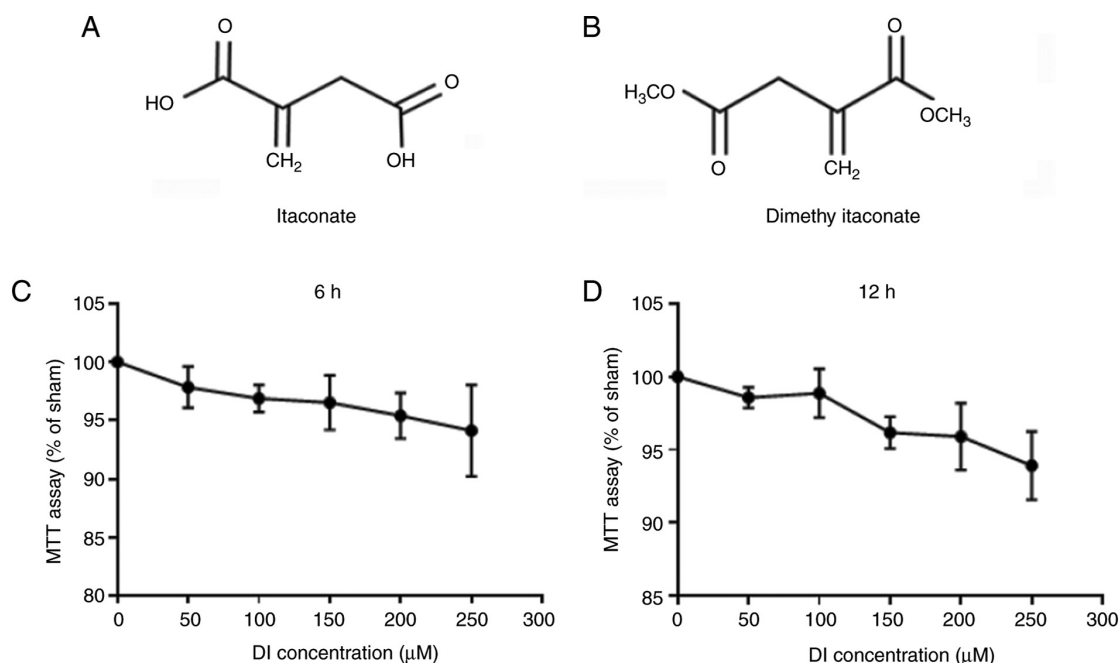 A
O
HO
O
CH₂
OH
Itaconate
B
O
H₃CO
OCH₃
O
CH₂
Dimethy itaconate
C
6 h
MTT assay (% of sham)
105
100
95
90
85
80
0 50 100 150 200 250 300
DI concentration (μM)
D
12 h
MTT assay (% of sham)
105
100
95
90
85
0 50 100 150 200 250 300
DI concentration (μM)